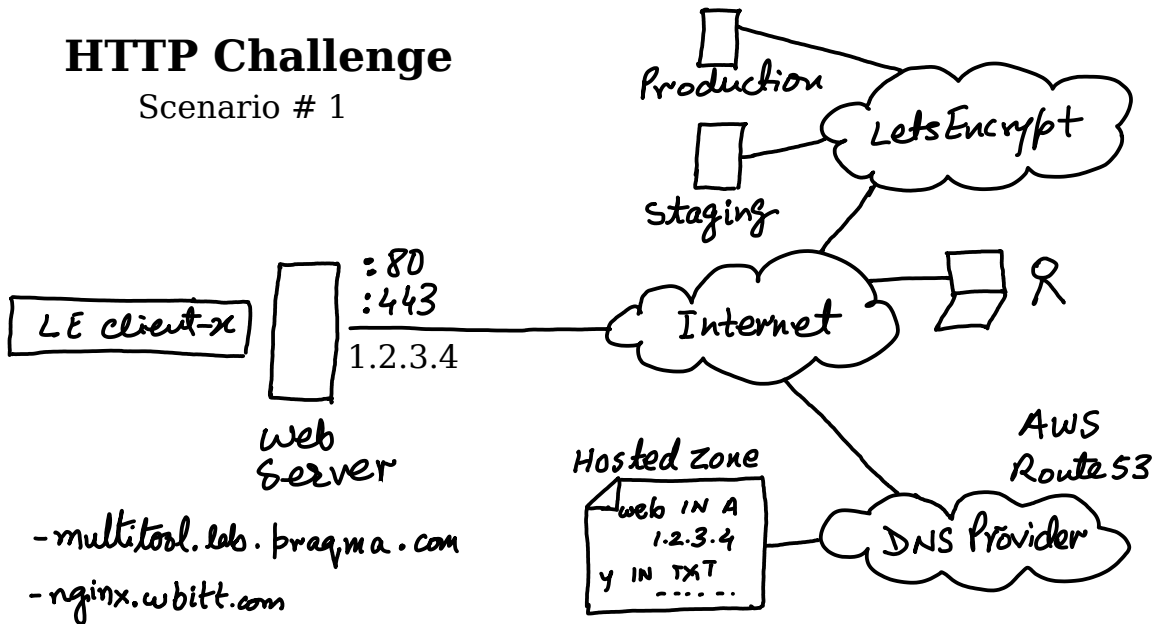 HTTP Challenge
Scenario # 1
Production
LetsEncrypt
Staging
:80
:443
LE client-x
1.2.3.4
Internet
Web
Server
AWS
Route 53
Hosted Zone
web IN A
1.2.3.4
y IN TXT
DNS Provider
- multitool.lab.praqma.com
- nginx.wbitt.com